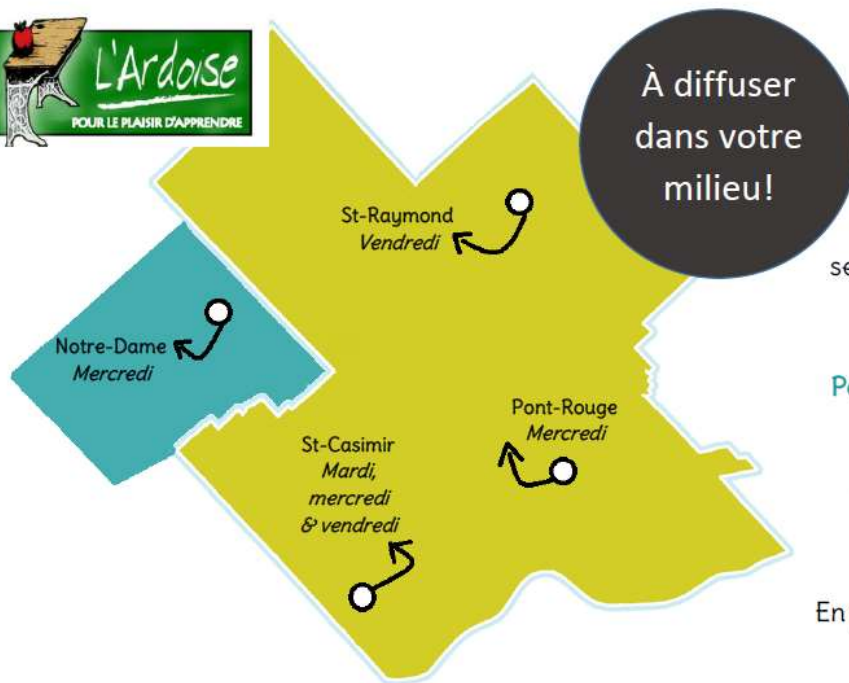 L'Ardoise
POUR LE PLAISIR D'APPRENDRE
À diffuser
dans votre
milieu!
St-Raymond
Vendredi
Notre-Dame
Mercredi
Pont-Rouge
Mercredi
St-Casimir
Mardi,
mercredi
& vendredi
En